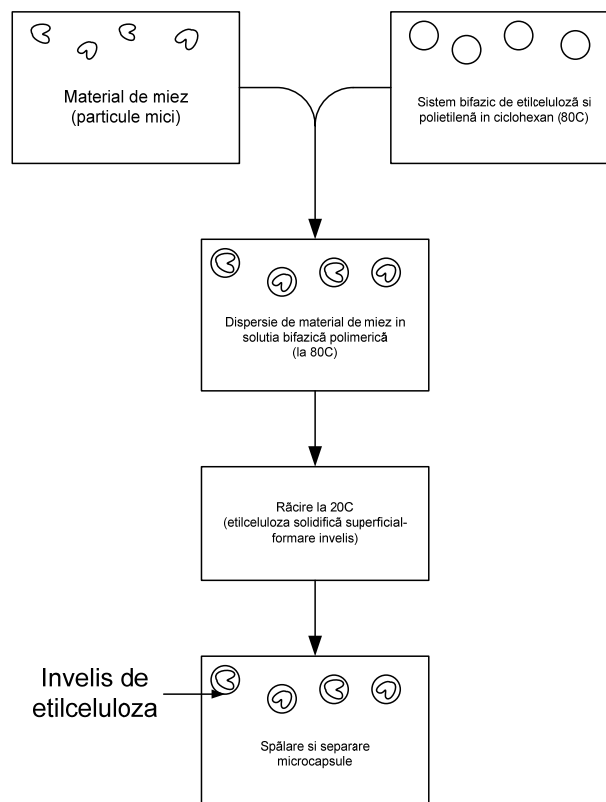 Material de miez
(particule mici)
Sistem bifazic de etilceluloză si
polietilenă in ciclohexan (80C)
Dispersie de material de miez in
solutia bifazică polimerică
(la 80C)
Răcire la 20C
(etilceluloza solidifică superficial-
formare invelis)
Invelis de
etilceluloza
Spălare si separare
microcapsule